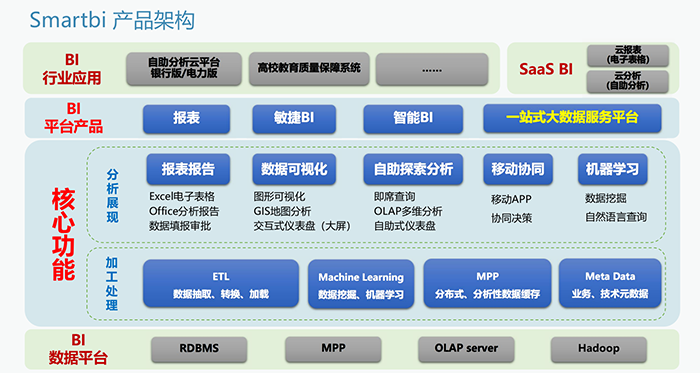 Smartbi 产品架构
BI
行业应用
自助分析云平台
银行版/电力版
高校教育质量保障系统
......
SaaS BI
云报表
(电子表格)
云分析
(自助分析)
BI
平台产品
报表
敏捷BI
智能BI
一站式大数据服务平台
核心功能
分析展现
报表报告
Excel电子表格
Office分析报告
数据填报审批
数据可视化
图形可视化
GIS地图分析
交互式仪表盘（大屏）
自助探索分析
即席查询
OLAP多维分析
自助式仪表盘
移动协同
移动APP
协同决策
机器学习
数据挖掘
自然语言查询
加工处理
ETL
数据抽取、转换、加载
Machine Learning
数据挖掘、机器学习
MPP
分布式、分析性数据缓存
Meta Data
业务、技术元数据
BI
数据平台
RDBMS
MPP
OLAP server
Hadoop